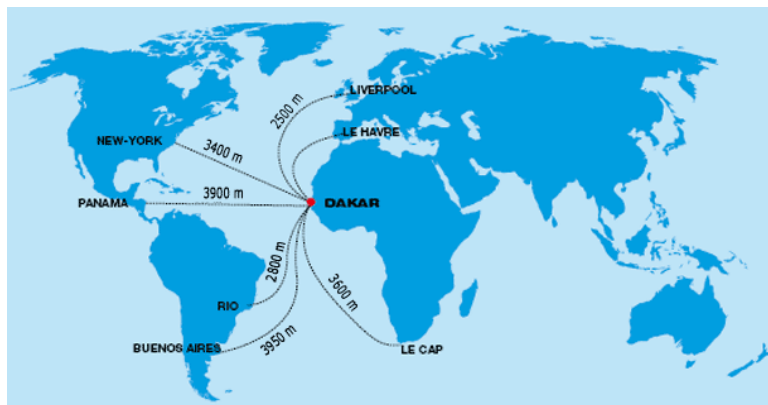 LIVERPOOL
2500 m
LE HAVRE
NEW-YORK
3400 m
3900 m
PANAMA
DAKAR
2800 m
3600 m
RIO
3950 m
BUENOS AIRES
LE CAP